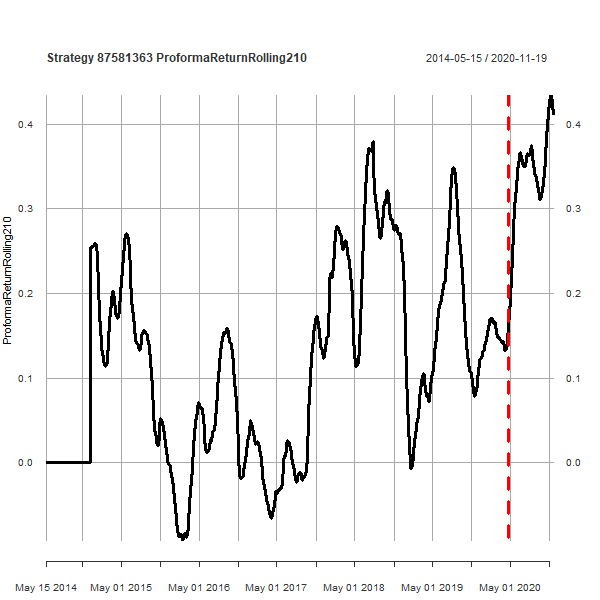 Strategy 87581363 ProformaReturnRolling210
2014-05-15 / 2020-11-19
ProformaReturnRolling210
0.4
0.3
0.2
0.1
0.0
0.4
0.3
0.2
0.1
0.0
May 15 2014
May 01 2015
May 01 2016
May 01 2017
May 01 2018
May 01 2019
May 01 2020